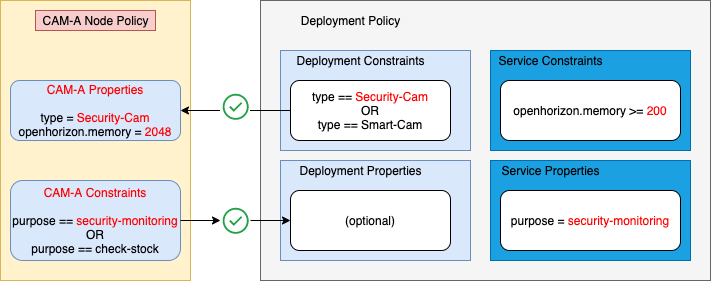 CAM-A Node Policy
CAM-A Properties
type = Security-Cam
openhorizon.memory = 2048
CAM-A Constraints
purpose == security-monitoring
OR
purpose == check-stock
Deployment Policy
Deployment Constraints
type == Security-Cam
OR
type == Smart-Cam
Service Constraints
openhorizon.memory >= 200
Deployment Properties
(optional)
Service Properties
purpose = security-monitoring